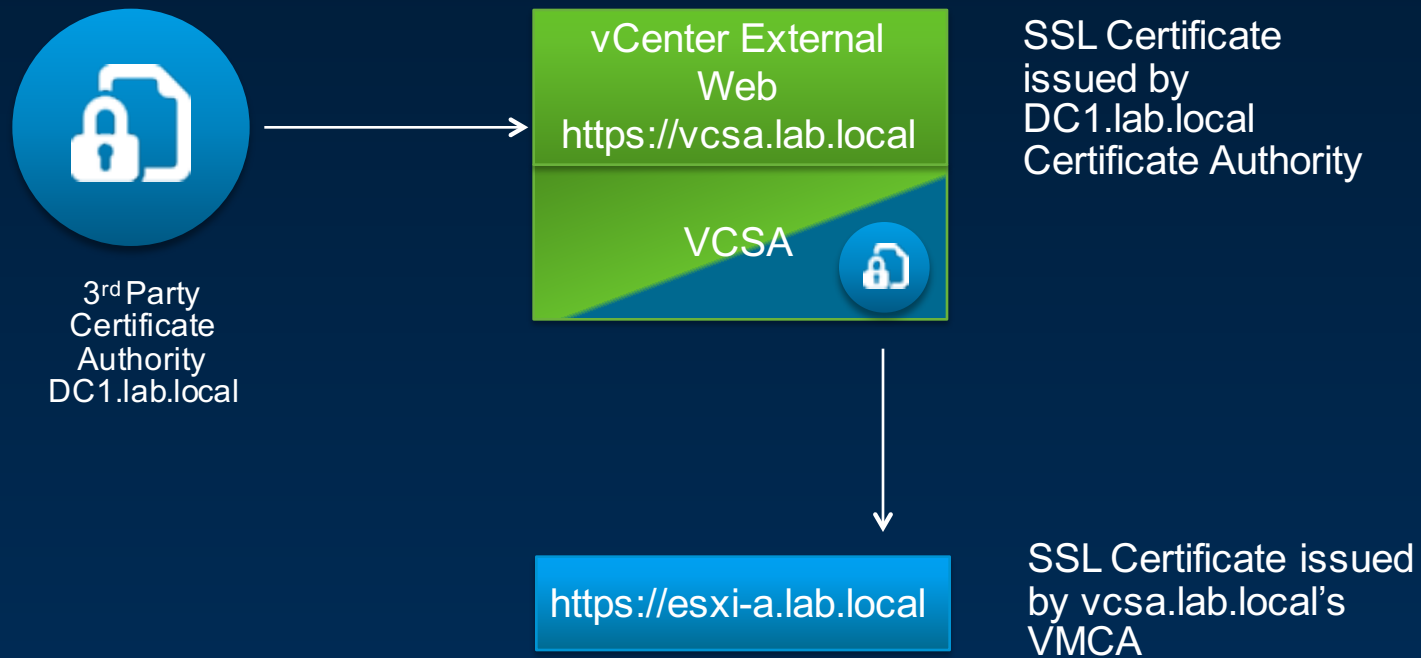 vCenter External
Web
https://vcsa.lab.local
VCSA
SSL Certificate
issued by
DC1.lab.local
Certificate Authority
3rd Party
Certificate
Authority
DC1.lab.local
https://esxi-a.lab.local
SSL Certificate issued
by vcsa.lab.local’s
VMCA